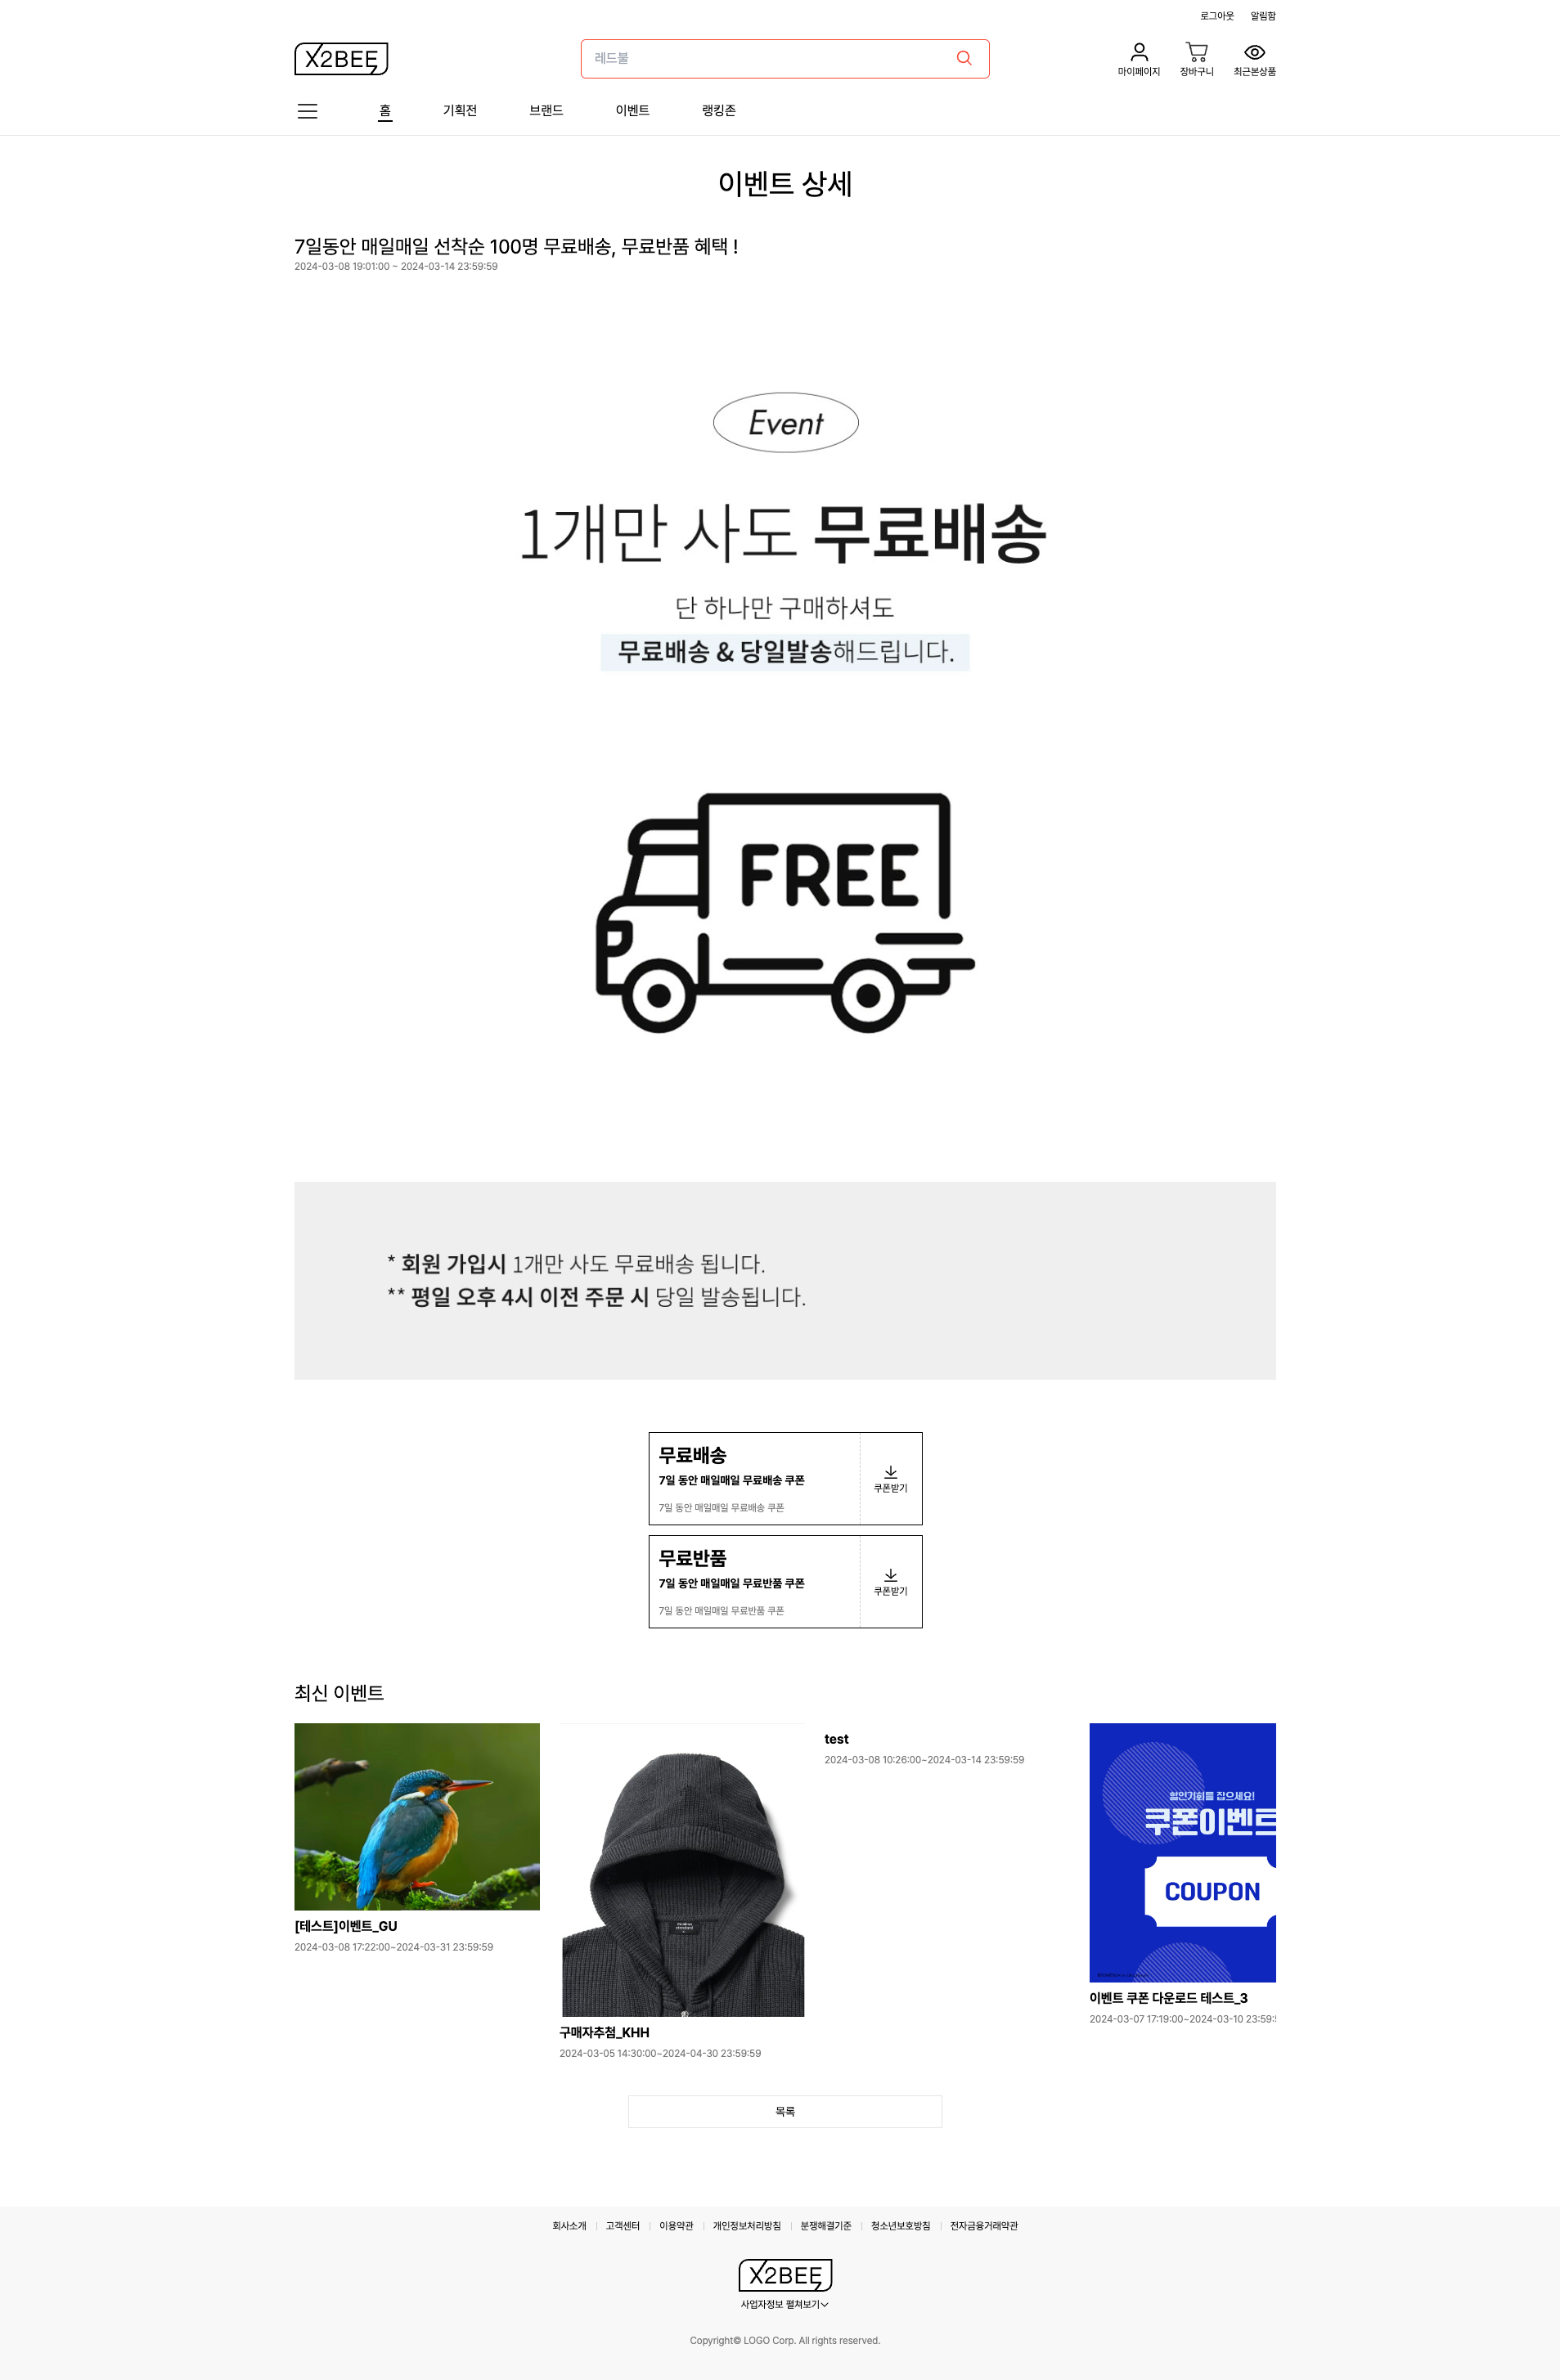 로그아웃 알림함
X2BEE
레드불
마이페이지 장바구니 최근본상품
홈 기획전 브랜드 이벤트 랭킹존
이벤트 상세
7일동안 매일매일 선착순 100명 무료배송, 무료반품 혜택 !
2024-03-08 19:01:00 ~ 2024-03-14 23:59:59
Event
1개만 사도 무료배송
단 하나만 구매하셔도
무료배송 & 당일발송해드립니다.
FREE
* 회원 가입시 1개만 사도 무료배송 됩니다.
** 평일 오후 4시 이전 주문 시 당일 발송됩니다.
무료배송
7일 동안 매일매일 무료배송 쿠폰
7일 동안 매일매일 무료배송 쿠폰
쿠폰받기
무료반품
7일 동안 매일매일 무료반품 쿠폰
7일 동안 매일매일 무료반품 쿠폰
쿠폰받기
최신 이벤트
[테스트]이벤트_GU
2024-03-08 17:22:00~2024-03-31 23:59:59
구매자추첨_KHH
2024-03-05 14:30:00~2024-04-30 23:59:59
test
2024-03-08 10:26:00~2024-03-14 23:59:59
할인기회를 집으세요!
쿠폰이벤트
COUPON
이벤트 쿠폰 다운로드 테스트_3
2024-03-07 17:19:00~2024-03-10 23:59:5
목록
회사소개 | 고객센터 | 이용약관 | 개인정보처리방침 | 분쟁해결기준 | 청소년보호방침 | 전자금융거래약관
X2BEE
사업자정보 펼쳐보기
Copyright© LOGO Corp. All rights reserved.